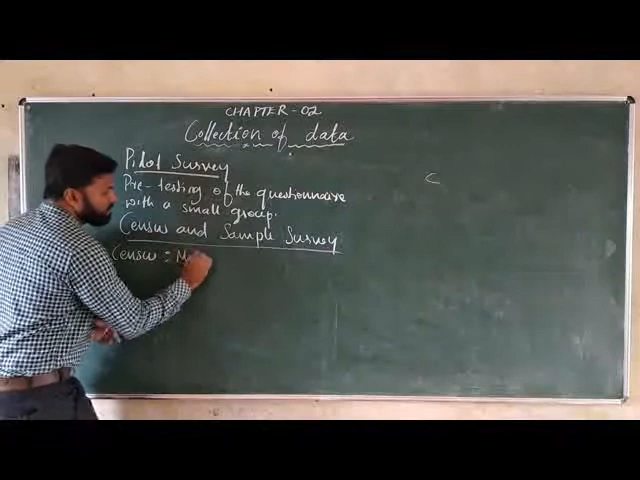 CHAPTER-02
Collection of data
Pilot Survey
Pre-testing of the questionnaire
with a small group.
Census and Sample Survey
Census :
C